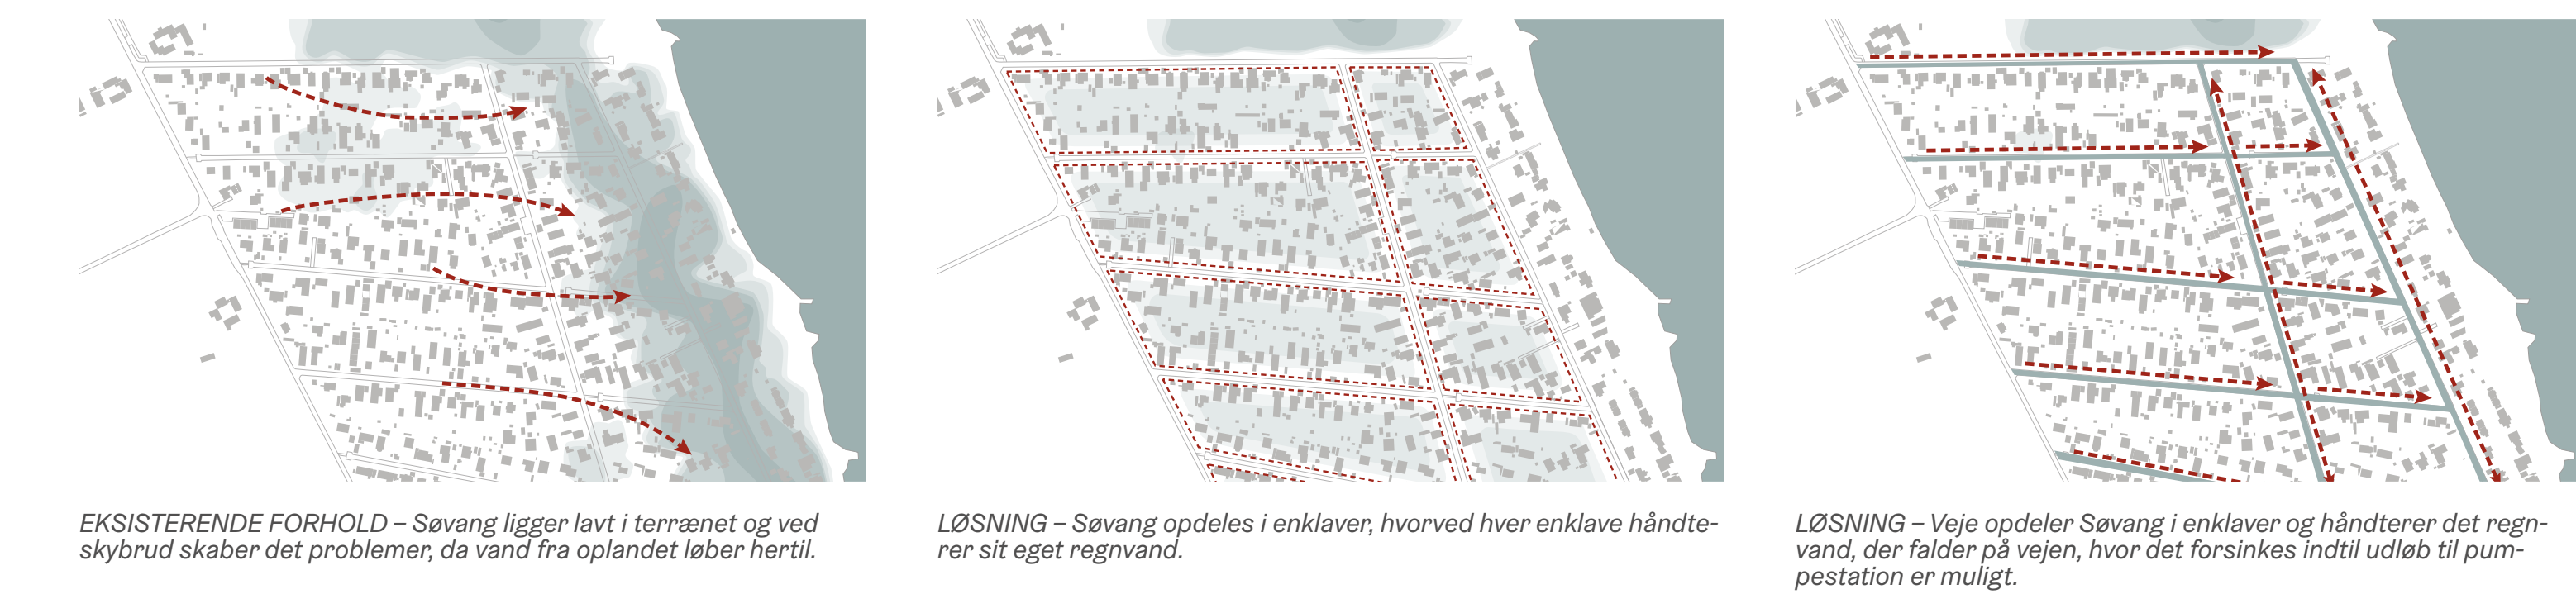 EKSISTERENDE FORHOLD – Søvang ligger lavt i terrænet og ved
skybrud skaber det problemer, da vand fra oplandet løber hertil.
LØSNING – Søvang opdeles i enklaver, hvorved hver enklave håndte-
rer sit eget regnvand.
LØSNING – Veje opdeler Søvang i enklaver og håndterer det regn-
vand, der falder på vejen, hvor det forsinkes indtil udløb til pum-
pestation er muligt.